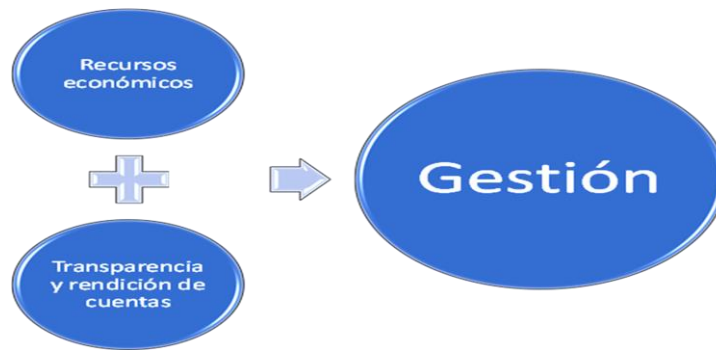 Recursos
económicos
Transparencia
y rendición de
cuentas
Gestión